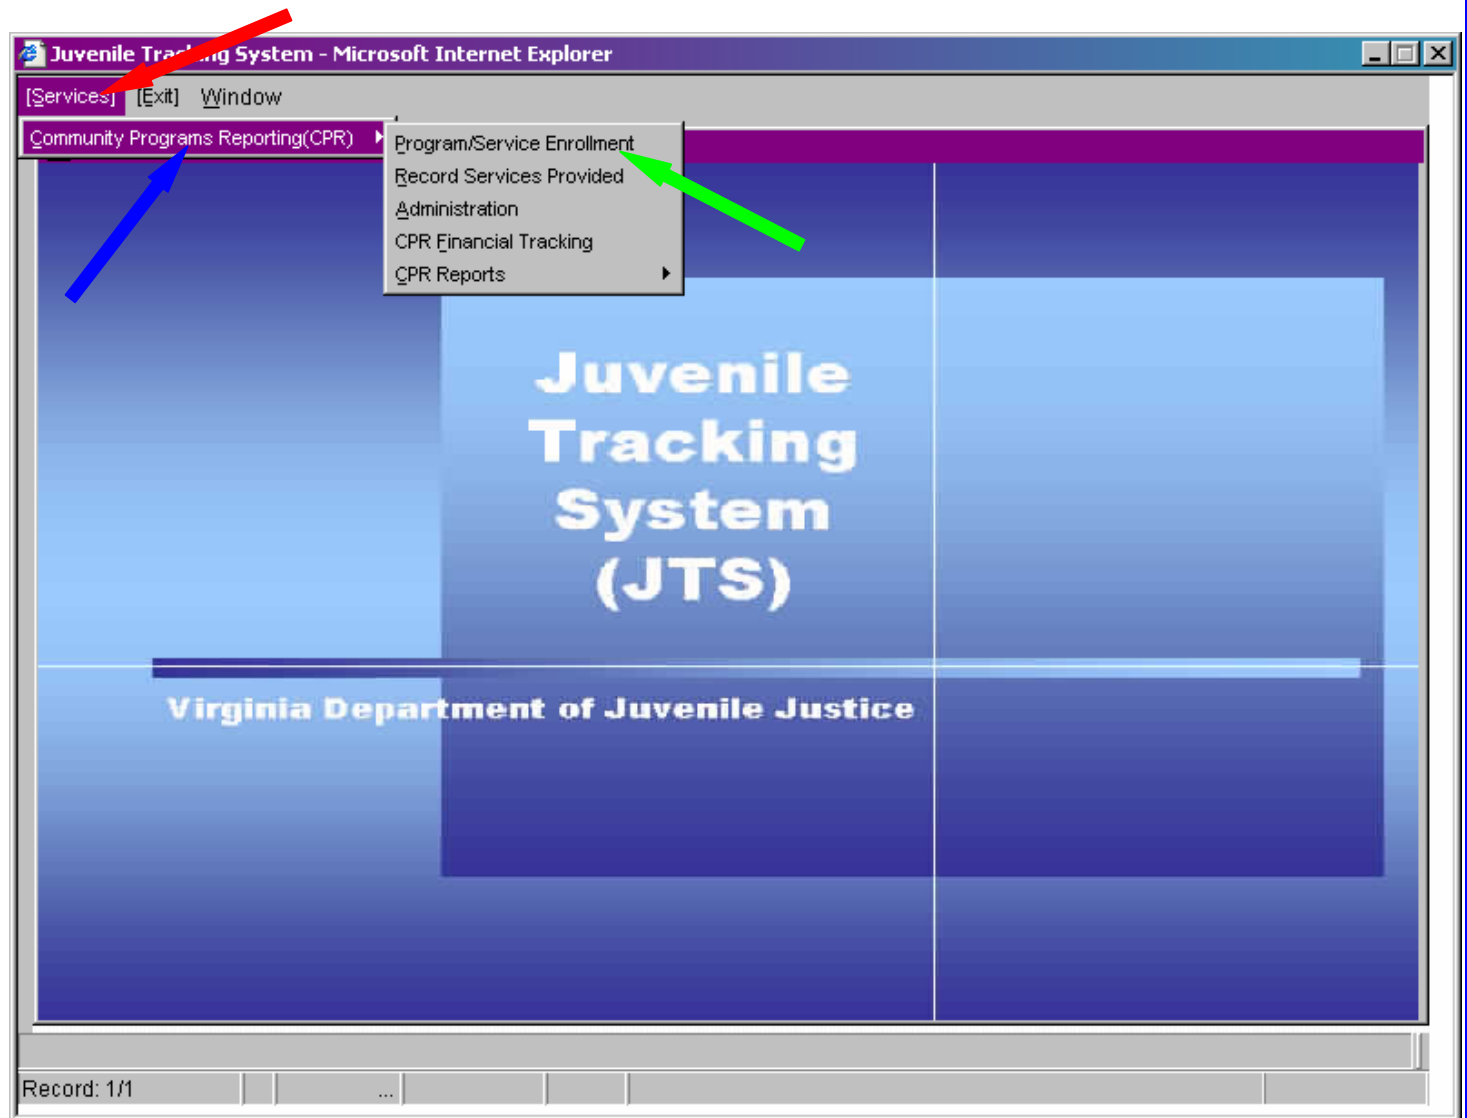 Juvenile Tracking System - Microsoft Internet Explorer
[Services] [Exit] Window
Community Programs Reporting(CPR)
Program/Service Enrollment
Record Services Provided
Administration
CPR Financial Tracking
CPR Reports
Juvenile
Tracking
System
(JTS)
Virginia Department of Juvenile Justice
Record: 1/1 ...